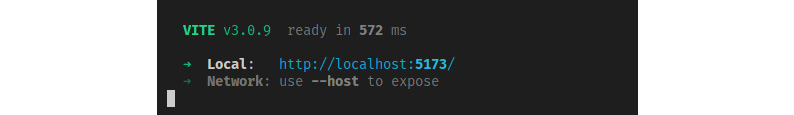 VITE v3.0.9  ready in 572 ms
➜  Local:   http://localhost:5173/
➜  Network: use --host to expose